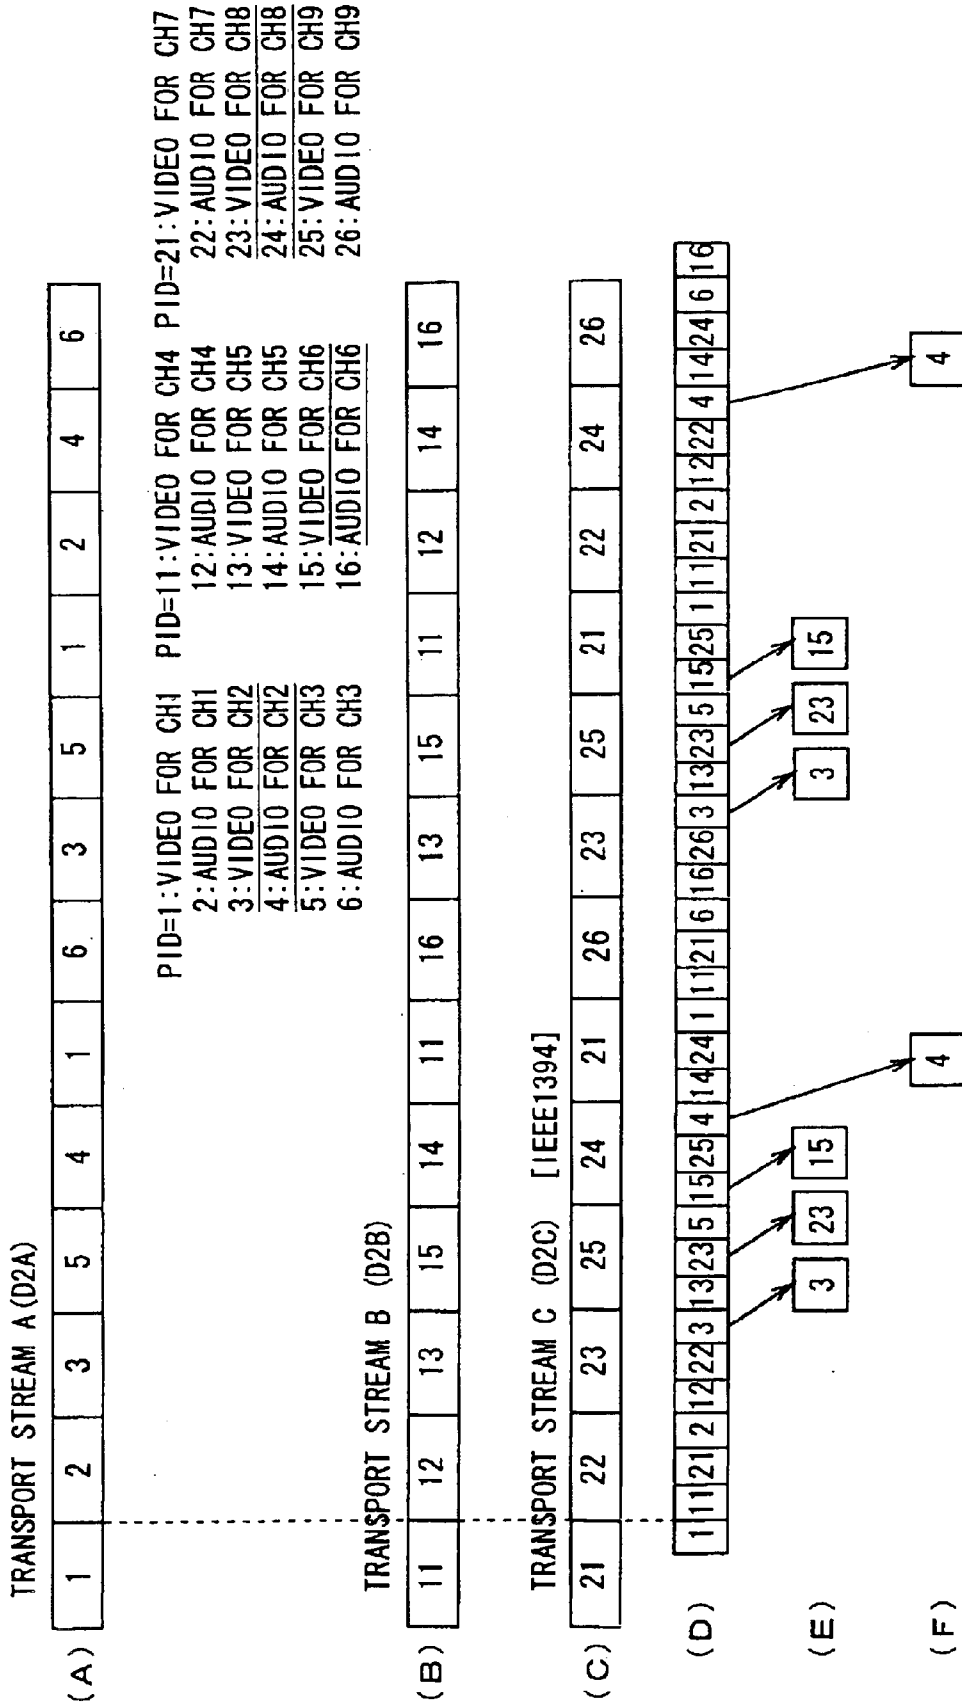 TRANSPORT STREAM A(D2A)
(A) 1 2 3 5 4 1 6 3 5 1 2 4 6
PID=1:VIDEO FOR CH1 PID=11:VIDEO FOR CH4 PID=21:VIDEO FOR CH7
2:AUDIO FOR CH1 12:AUDIO FOR CH4 22:AUDIO FOR CH7
3:VIDEO FOR CH2 13:VIDEO FOR CH5 23:VIDEO FOR CH8
4:AUDIO FOR CH2 14:AUDIO FOR CH5 24:AUDIO FOR CH8
5:VIDEO FOR CH3 15:VIDEO FOR CH6 25:VIDEO FOR CH9
6:AUDIO FOR CH3 16:AUDIO FOR CH6 26:AUDIO FOR CH9
TRANSPORT STREAM B (D2B)
(B) 11 12 13 15 14 11 16 13 15 11 12 14 16
TRANSPORT STREAM C (D2C) [IEEE1394]
(C) 21 22 23 25 24 21 26 23 25 21 22 24 26
(D) 1 11 21 2 12 22 3 13 23 5 15 25 4 14 24 1 11 21 6 16 26 3 13 23 5 15 25 1 11 21 2 12 22 4 14 24 6 16
(E) 3 23 15 3 23 15
(F) 4 4